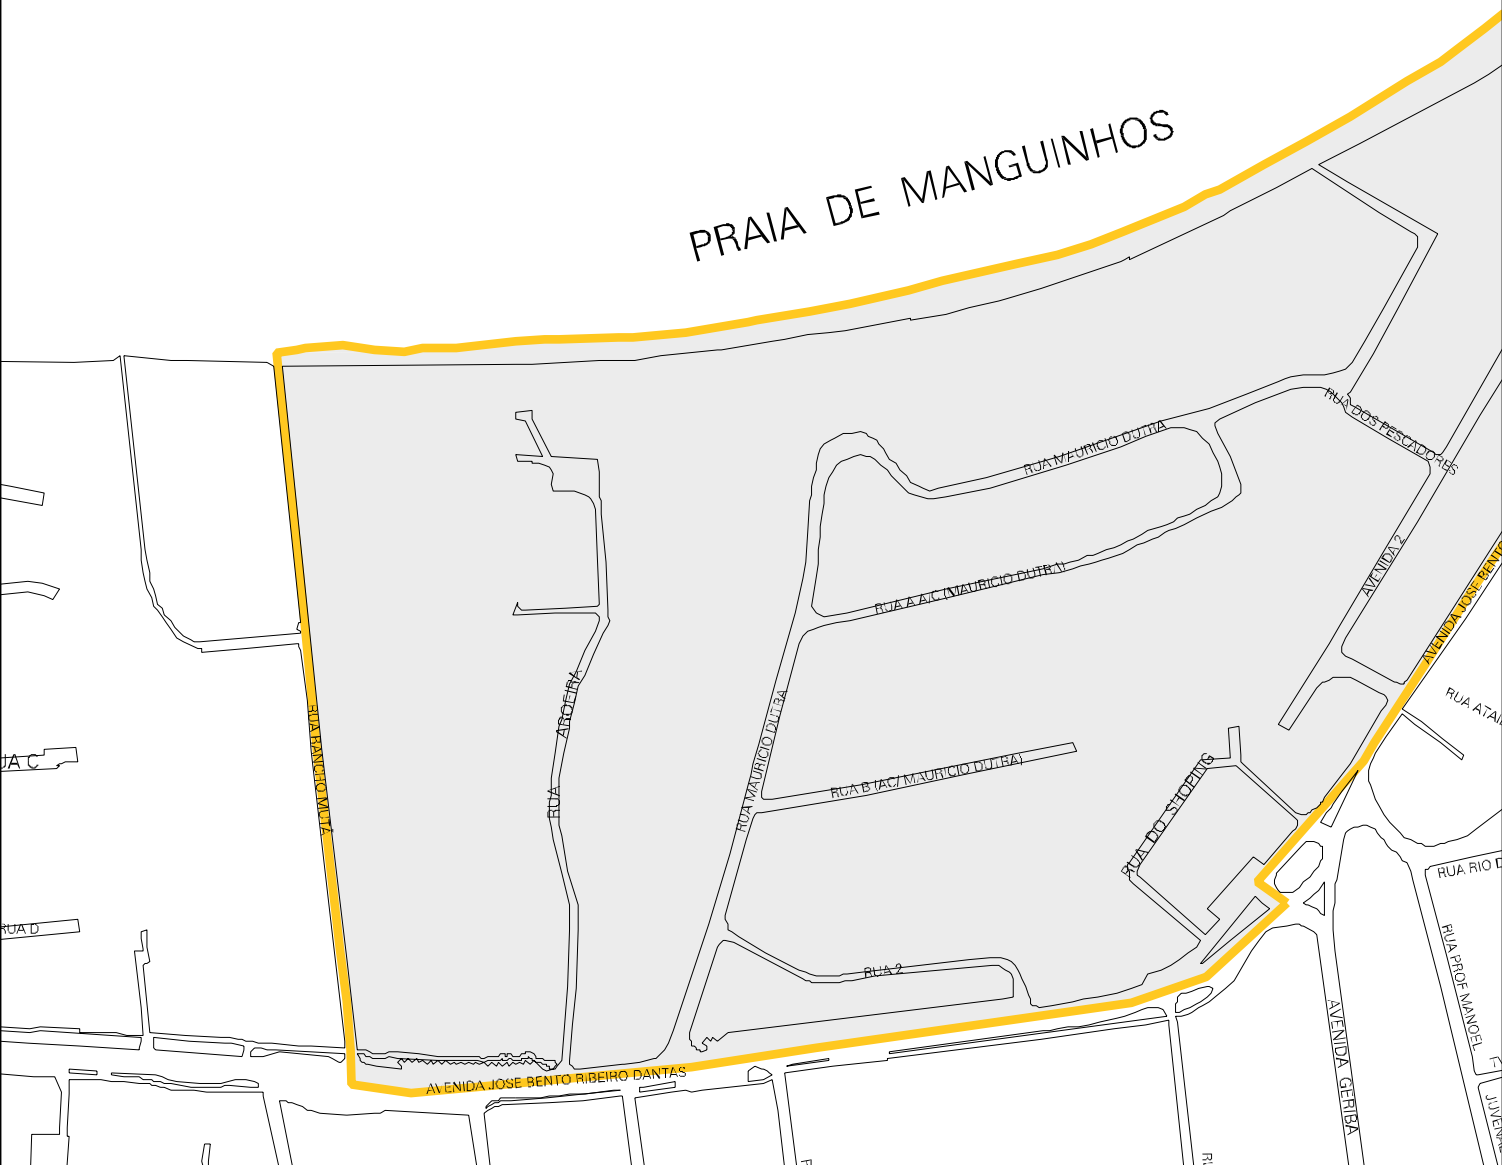 PRAIA DE MANGUINHOS
RUA DOS PESCADORES
RUA MAURICIO DUTRA
AVENIDA 2
AVENIDA JOSE BENTO
RUA A A/C (MAURICIO DUTRA)
RUA AROEIRA
RUA MAURICIO DUTRA
RUA RANCHO MUTÁ
RUA B (AC/ MAURICIO DUTRA)
RUA DO SHOPING
RUA C
RUA D
RUA 2
RUA RIO D
RUA PROF MANOEL
AVENIDA GERIBA
AVENIDA JOSE BENTO RIBEIRO DANTAS